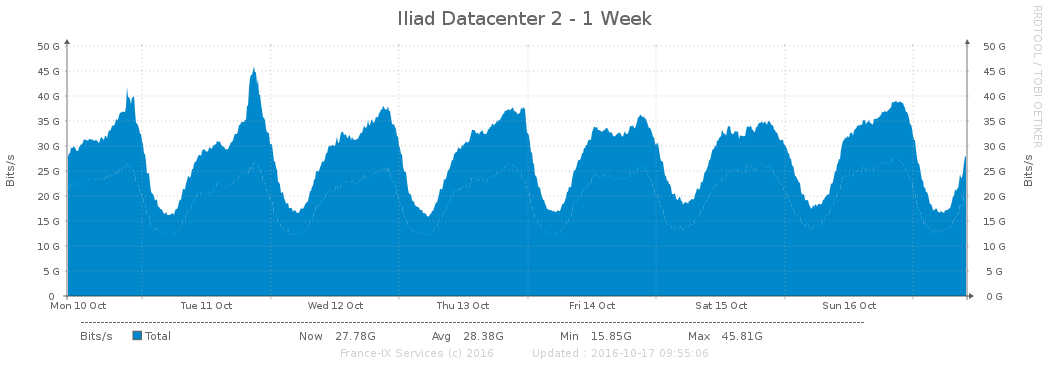 Iliad Datacenter 2 - 1 Week
RRDTOOL / TOBI OETIKER
Bits/s
50 G 50 G
45 G 45 G
40 G 40 G
35 G 35 G
30 G 30 G
25 G 25 G
20 G 20 G
15 G 15 G
10 G 10 G
5 G 5 G
0 0 G
Bits/s
Mon 10 Oct Tue 11 Oct Wed 12 Oct Thu 13 Oct Fri 14 Oct Sat 15 Oct Sun 16 Oct
Bits/s Total Now 27.78G Avg 28.38G Min 15.85G Max 45.81G
France-IX Services (c) 2016 Updated : 2016-10-17 09:55:06